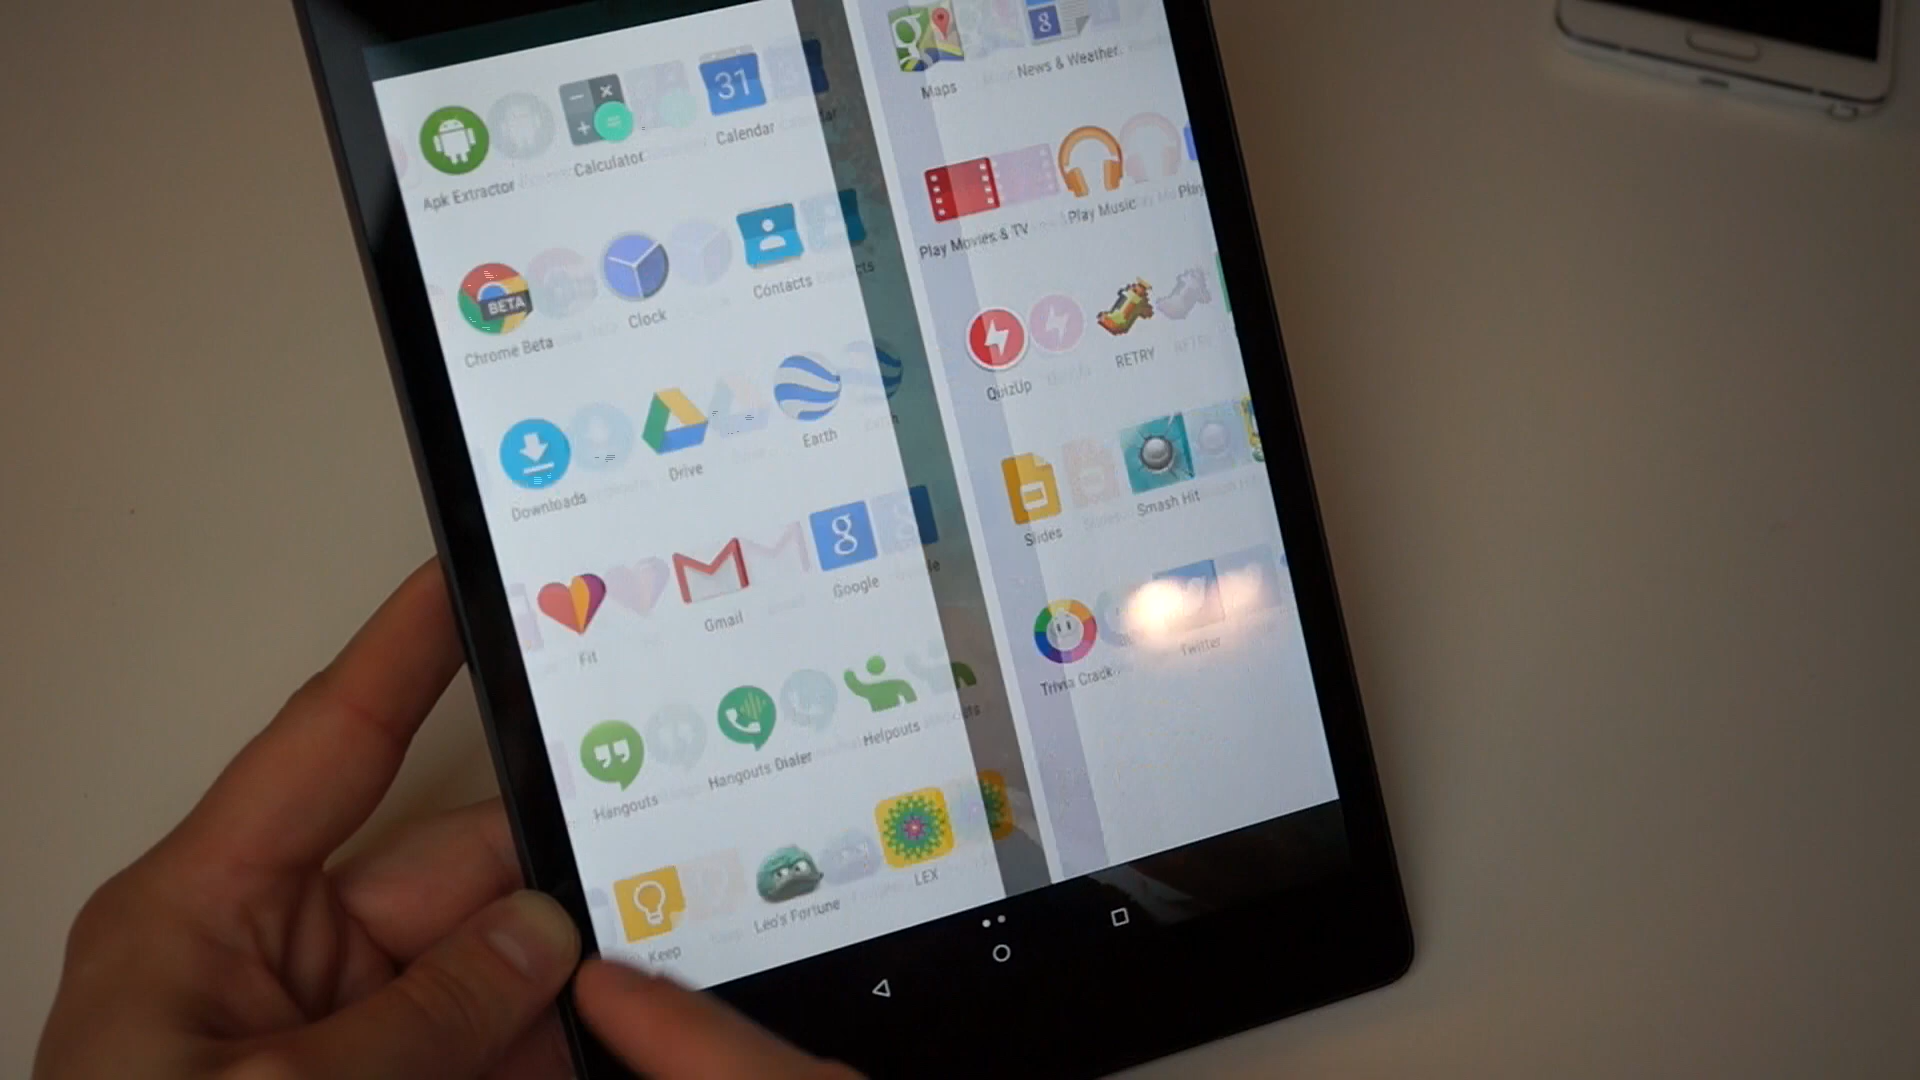 Apk Extractor
Calculator
31
Calendar
Maps
News & Weather
BETA
Chrome Beta
Clock
Contacts
Play Movies & TV
Play Music
Play
Downloads
Drive
Earth
QuizUp
RETRY
Fit
Gmail
g
Google
Slides
Smash Hit
Hangouts
Hangouts Dialer
Helpouts
Trivia Crack
Twitter
Keep
Leo's Fortune
LEX